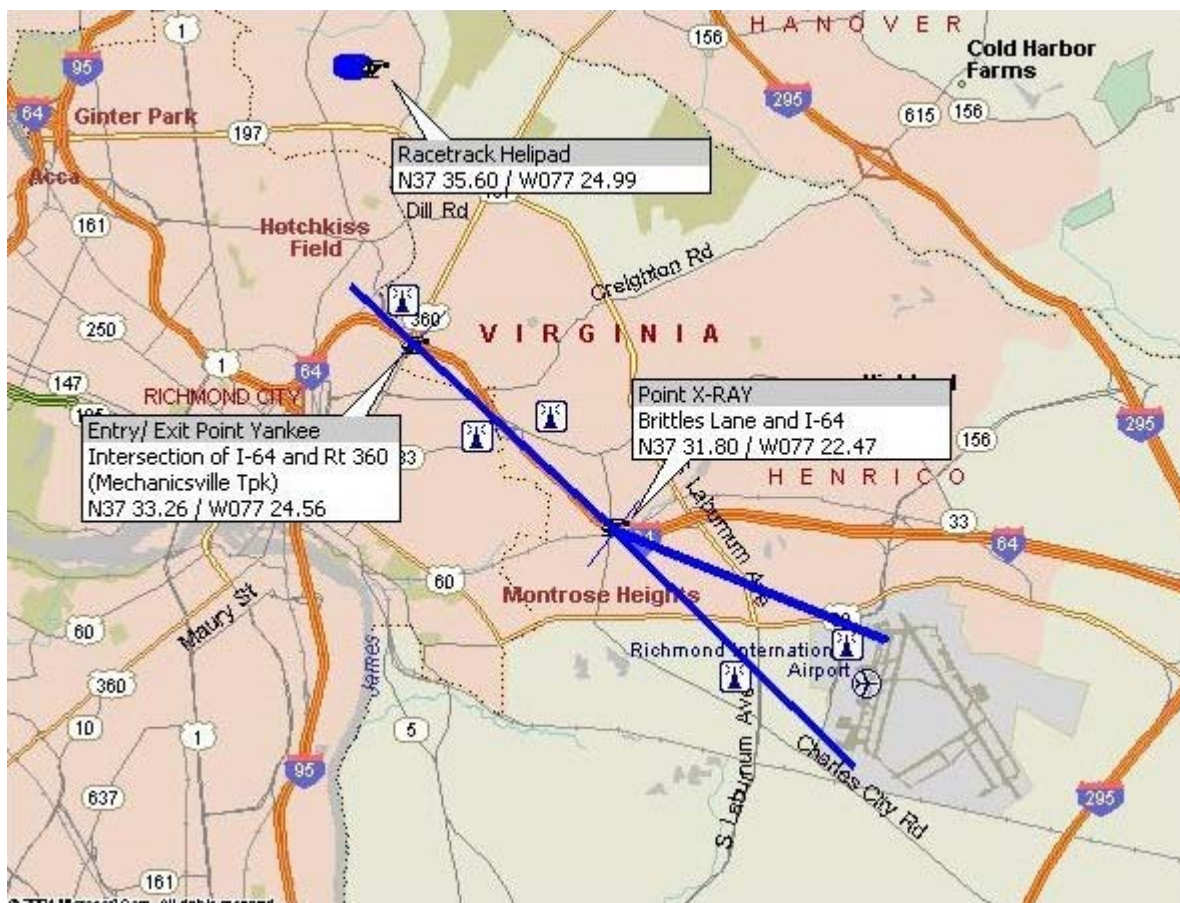 HANOVER
1
156
Cold Harbor
Farms
95
295
64
Ginter Park
197
615
156
Racetrack Helipad
N37 35.60 / W077 24.99
Acca
161
Dill Rd
Hotchkiss
Field
Creighton Rd
360
VIRGINIA
250
1
64
147
RICHMOND CITY
Point X-RAY
Brittles Lane and I-64
N37 31.80 / W077 22.47
295
Entry/ Exit Point Yankee
Intersection of I-64 and Rt 360
(Mechanicsville Tpk)
N37 33.26 / W077 24.56
156
33
HENRICO
S Laburnum Ave
33
64
64
60
Montrose Heights
Maury St
60
James
Richmond Internation
Airport
360
10
1
5
S Laburnum Ave
Charles City Rd
95
295
637
161